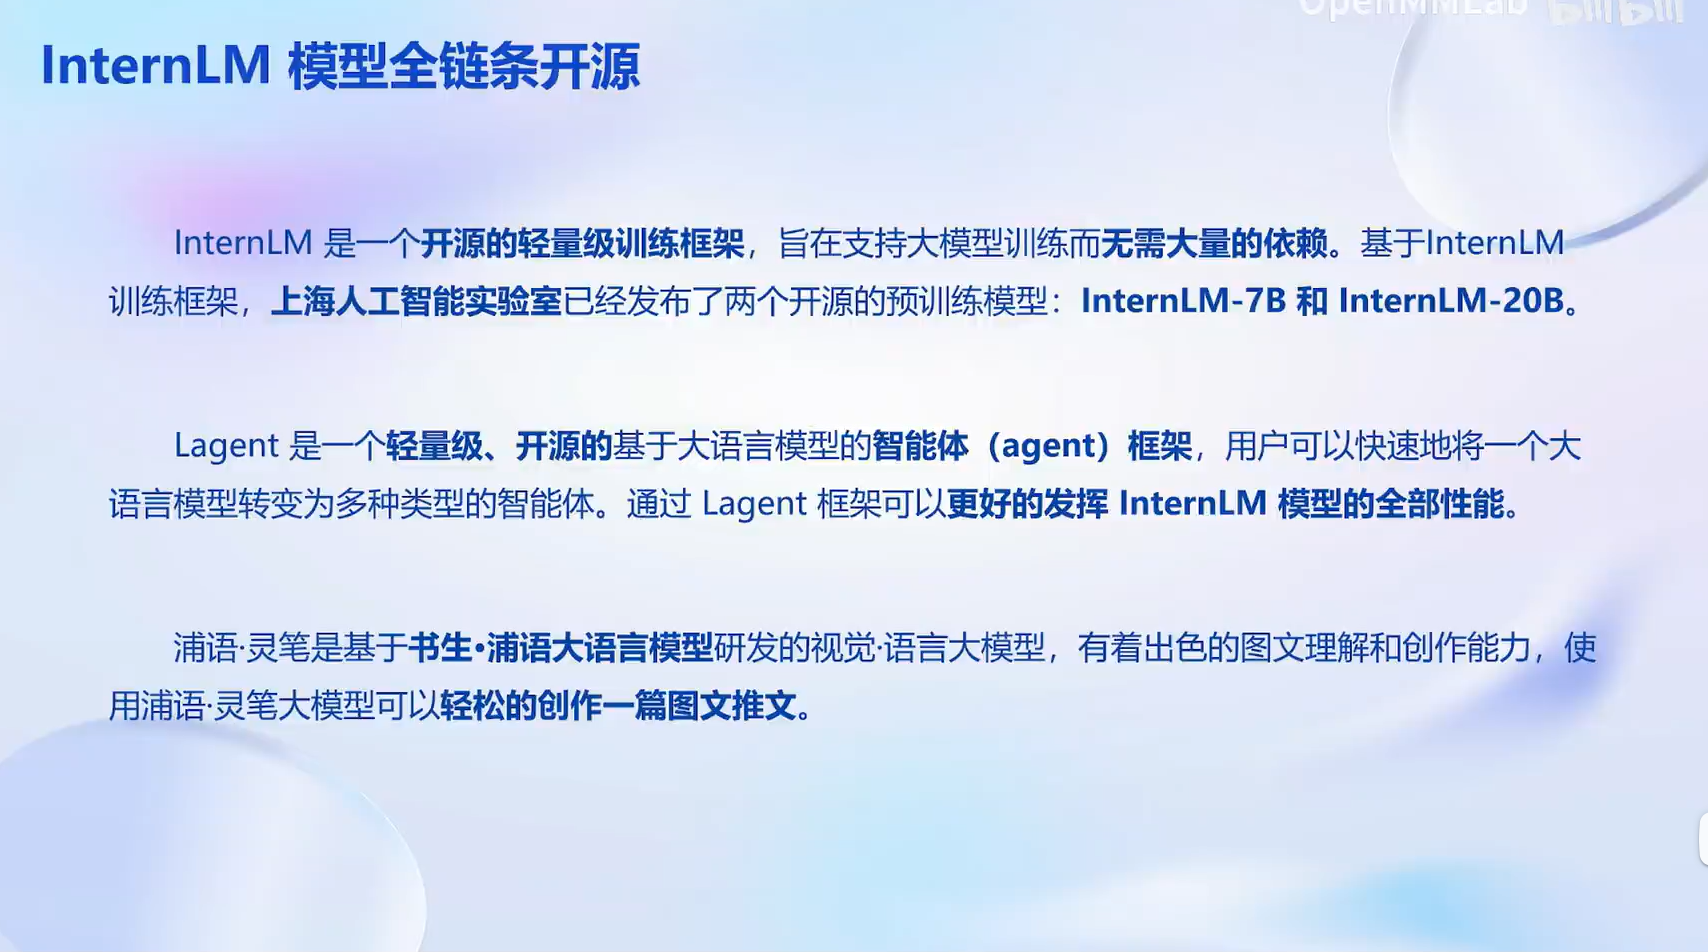 OpenMMLab bilibili
InternLM 模型全链条开源
InternLM 是一个开源的轻量级训练框架，旨在支持大模型训练而无需大量的依赖。基于InternLM
训练框架，上海人工智能实验室已经发布了两个开源的预训练模型：InternLM-7B 和 InternLM-20B。
Lagent 是一个轻量级、开源的基于大语言模型的智能体（agent）框架，用户可以快速地将一个大
语言模型转变为多种类型的智能体。通过 Lagent 框架可以更好的发挥 InternLM 模型的全部性能。
浦语·灵笔是基于书生•浦语大语言模型研发的视觉·语言大模型，有着出色的图文理解和创作能力，使
用浦语·灵笔大模型可以轻松的创作一篇图文推文。